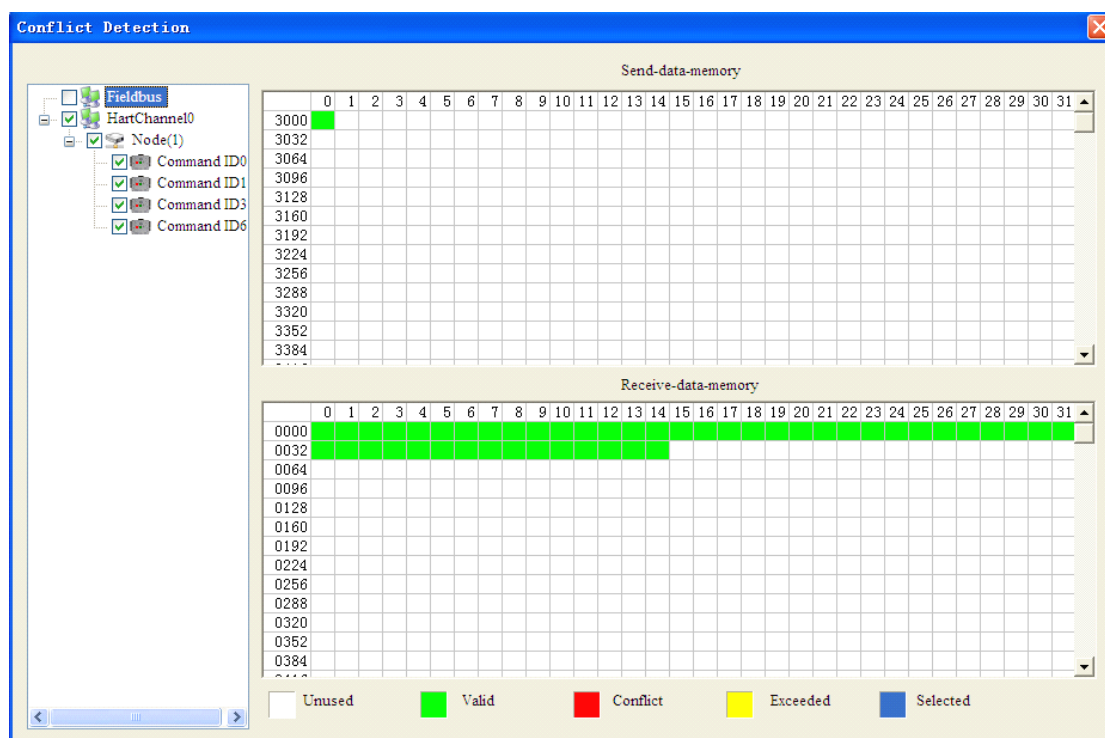 Conflict Detection
Fieldbus
HartChannel0
Node(1)
Command ID0
Command ID1
Command ID3
Command ID6
Send-data-memory
0 1 2 3 4 5 6 7 8 9 10 11 12 13 14 15 16 17 18 19 20 21 22 23 24 25 26 27 28 29 30 31
3000
3032
3064
3096
3128
3160
3192
3224
3256
3288
3320
3352
3384
Receive-data-memory
0 1 2 3 4 5 6 7 8 9 10 11 12 13 14 15 16 17 18 19 20 21 22 23 24 25 26 27 28 29 30 31
0000
0032
0064
0096
0128
0160
0192
0224
0256
0288
0320
0352
0384
Unused Valid Conflict Exceeded Selected